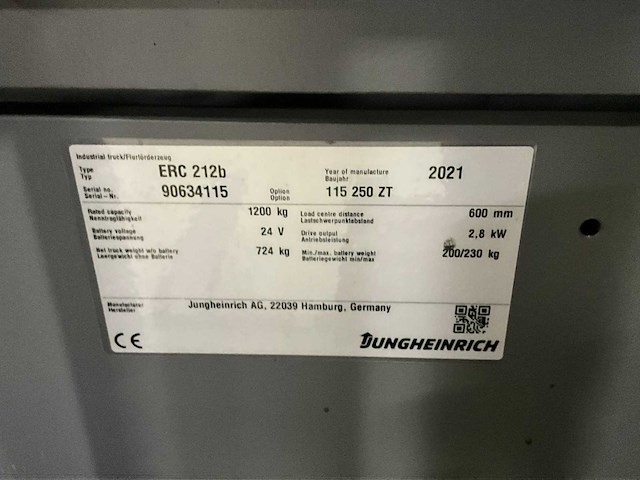 Industrial truck/Flurförderzeug
Type ERC 212b Year of manufacture 2021
Typ Baujahr
Serial no. 90634115 Option 115 250 ZT
Serial-Nr. Option
Rated capacity 1200 kg Load centre distance 600 mm
Nenntragfähigkeit Lastschwerpunktabstand
Battery voltage 24 V Drive output 2,8 kW
Batteriespannung Antriebsleistung
Net truck weight w/o battery 724 kg Min./max. battery weight 200/230 kg
Leergewicht ohne Batterie Batteriegewicht min/max
Manufacturer Jungheinrich AG, 22039 Hamburg, Germany
Hersteller
CE JUNGHEINRICH